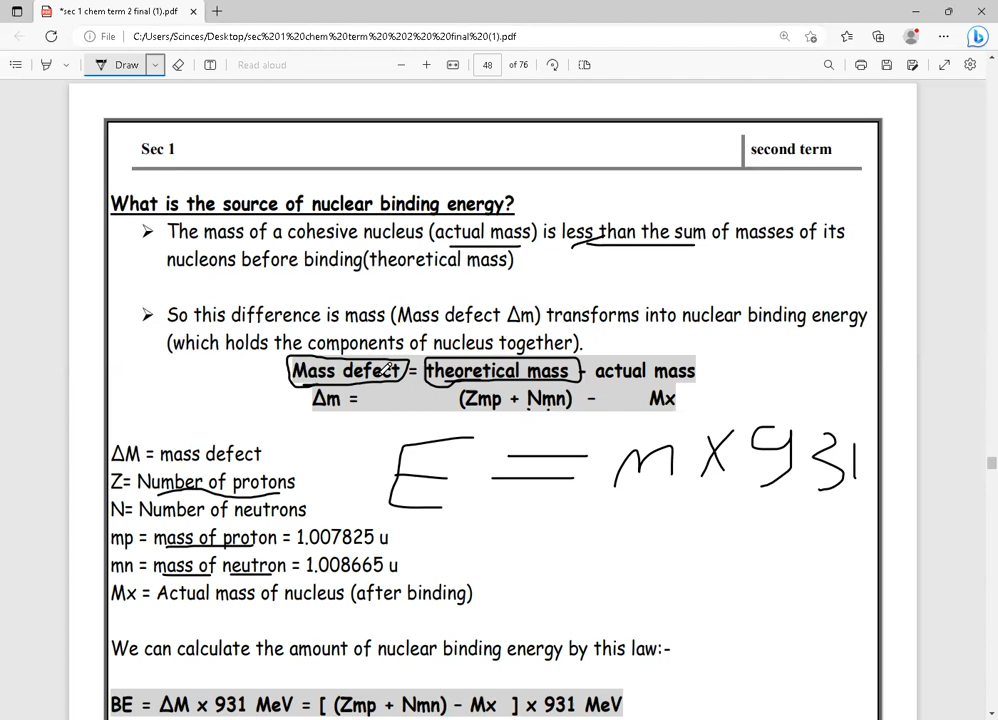 *sec 1 chem term 2 final (1).pdf
File C:/Users/Scinces/Desktop/sec%201%20chem%20term%20%202%20%20final%20(1).pdf
Draw Read aloud 48 of 76
Sec 1 second term
What is the source of nuclear binding energy?
➢ The mass of a cohesive nucleus (actual mass) is less than the sum of masses of its
nucleons before binding(theoretical mass)
➢ So this difference is mass (Mass defect Δm) transforms into nuclear binding energy
(which holds the components of nucleus together).
Mass defect = theoretical mass - actual mass
Δm = (Zmp + Nmn) - Mx
ΔM = mass defect
E = m x 931
Z= Number of protons
N= Number of neutrons
mp = mass of proton = 1.007825 u
mn = mass of neutron = 1.008665 u
Mx = Actual mass of nucleus (after binding)
We can calculate the amount of nuclear binding energy by this law:-
BE = ΔM x 931 MeV = [ (Zmp + Nmn) - Mx ] x 931 MeV